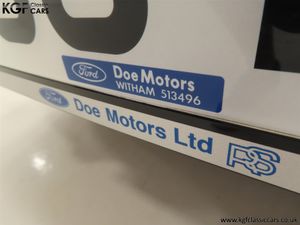 KGF Classic
CARS
Ford Doe Motors
WITHAM 513496
Ford Doe Motors Ltd RS
www.kgfclassiccars.co.uk